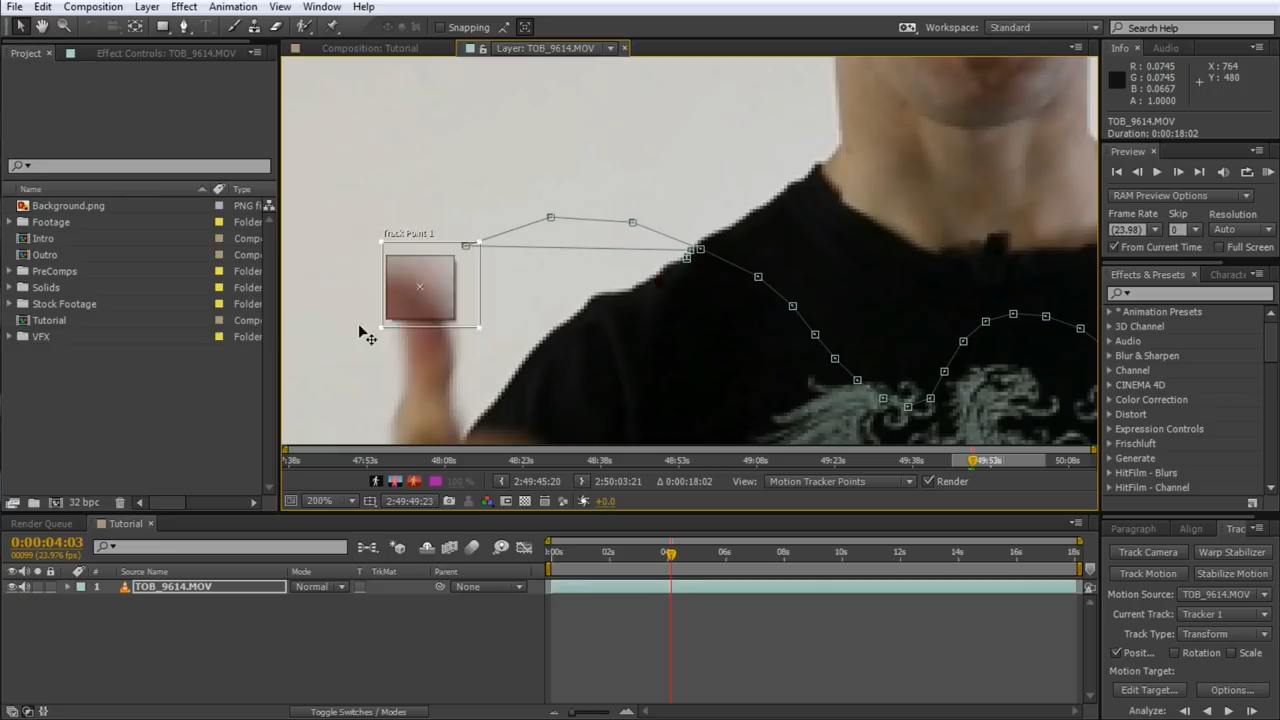 File Edit Composition Layer Effect Animation View Window Help
Snapping Workspace: Standard Search Help
Project Effect Controls: TOB_9614.MOV Composition: Tutorial Layer: TOB_9614.MOV Info Audio
R : 0.0745 X : 764
G : 0.0745 Y : 480
B : 0.0667
A : 1.0000
TOB_9614.MOV
Duration: 0:00:18:02
Preview
RAM Preview Options
Frame Rate Skip Resolution
(23.98) 0 Auto
From Current Time Full Screen
Effects & Presets Charact
Name Type
Background.png PNG fi
Footage Folder
Intro Compo
Outro Compo
PreComps Folder
Solids Folder
Stock Footage Folder
Tutorial Compo
VFX Folder
32 bpc
Track Point 1
* Animation Presets
3D Channel
Audio
Blur & Sharpen
Channel
CINEMA 4D
Color Correction
Distort
Expression Controls
Frischluft
Generate
HitFilm - Blurs
HitFilm - Channel
:38s 47:53s 48:08s 48:23s 48:38s 48:53s 49:08s 49:23s 49:38s 49:53s 50:08s
100 % 2:49:45:20 2:50:03:21 Δ 0:00:18:02 View: Motion Tracker Points Render
200% 2:49:49:23 +0.0
Render Queue Tutorial
0:00:04:03
00099 (23.976 fps)
:00s 02s 04s 06s 08s 10s 12s 14s 16s 18s
# Source Name Mode T TrkMat Parent
1 TOB_9614.MOV Normal None
Toggle Switches / Modes
Paragraph Align Trac
Track Camera Warp Stabilizer
Track Motion Stabilize Motion
Motion Source: TOB_9614.MOV
Current Track: Tracker 1
Track Type: Transform
Posit... Rotation Scale
Motion Target:
Edit Target... Options...
Analyze: